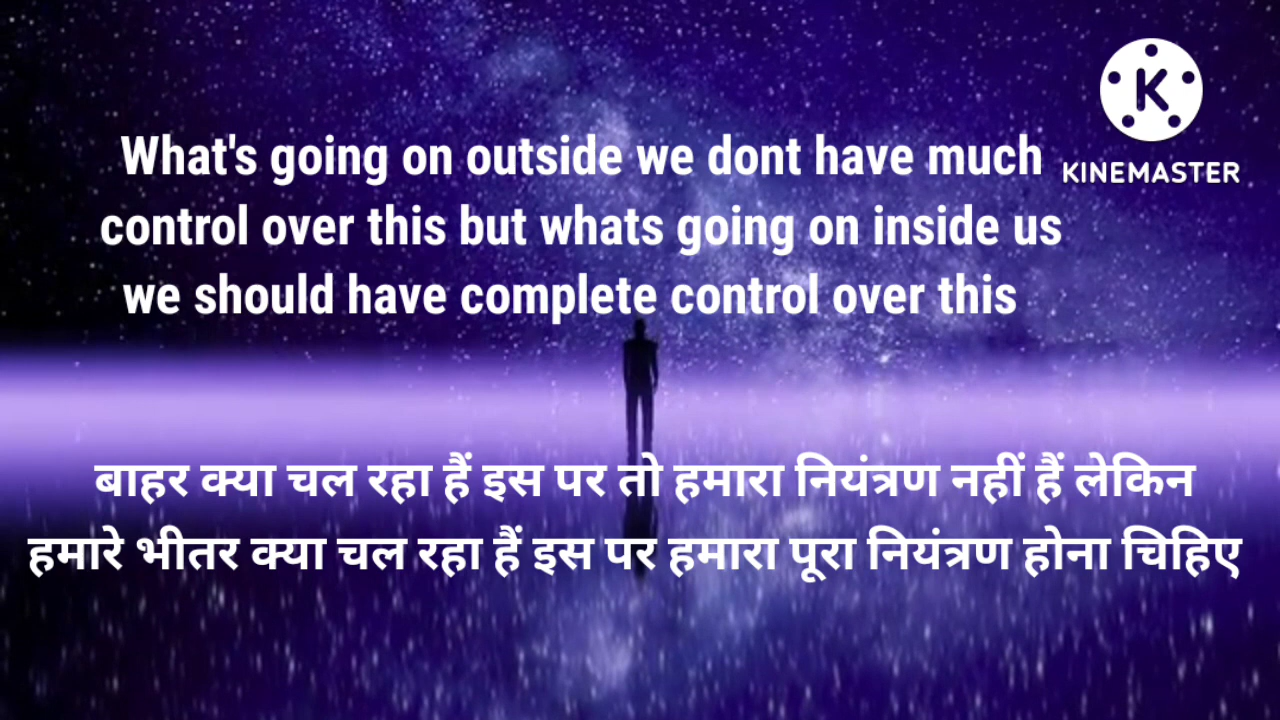 What's going on outside we dont have much
control over this but whats going on inside us
we should have complete control over this
K
KINEMASTER
बाहर क्या चल रहा हैं इस पर तो हमारा नियंत्रण नहीं हैं लेकिन
हमारे भीतर क्या चल रहा हैं इस पर हमारा पूरा नियंत्रण होना चिहिए